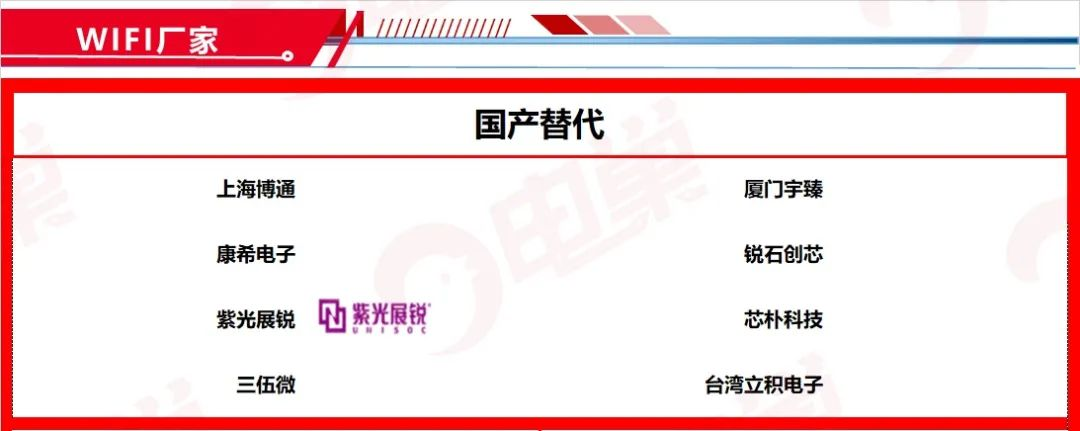 WIFI厂家
国产替代
上海博通
厦门宇臻
康希电子
锐石创芯
紫光展锐
紫光展锐
UNISOC
芯朴科技
三伍微
台湾立积电子
电巢